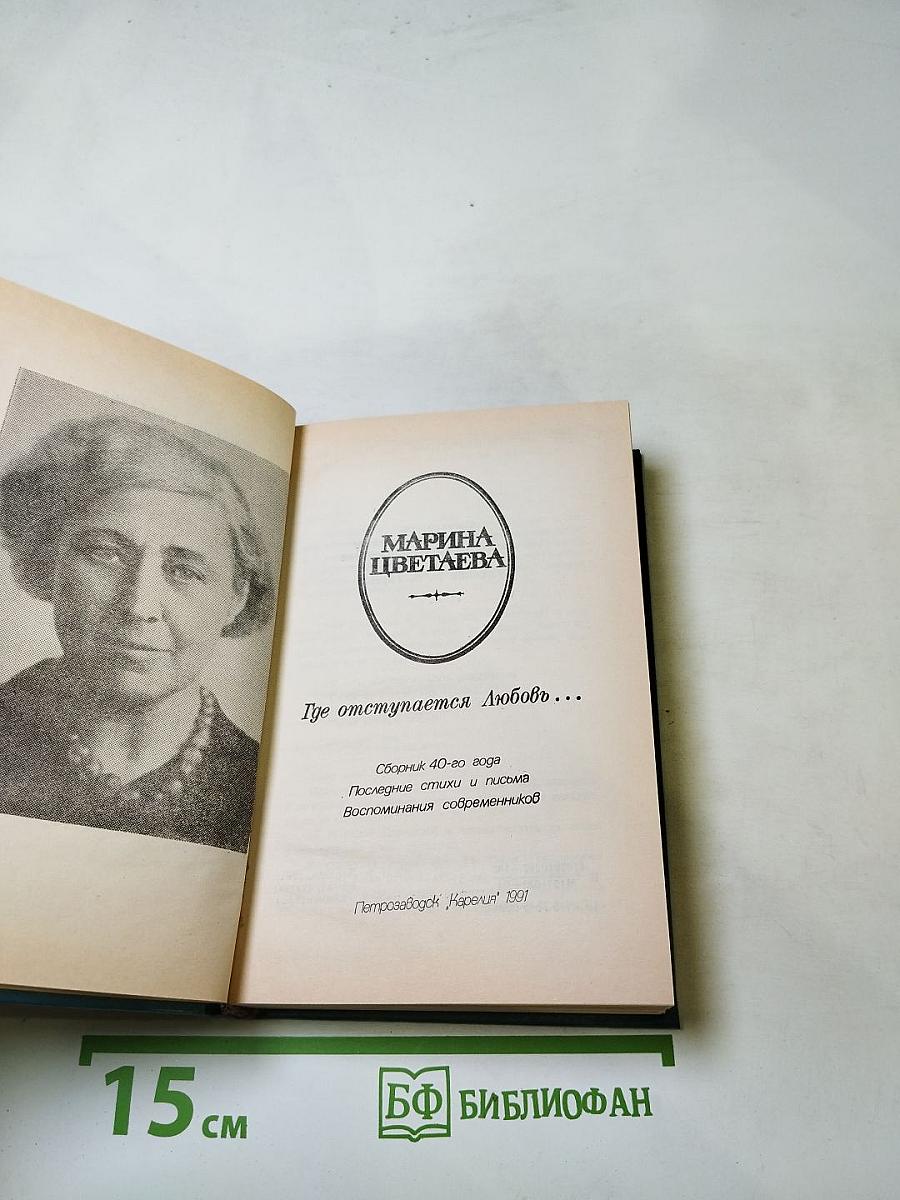 МАРИНА
ЦВЕТАЕВА
Где отступается Любовь...
Сборник 40-го года
Последние стихи и письма
Воспоминания современников
Петрозаводск „Карелия" 1991
15 см
БФ БИБЛИОФАН